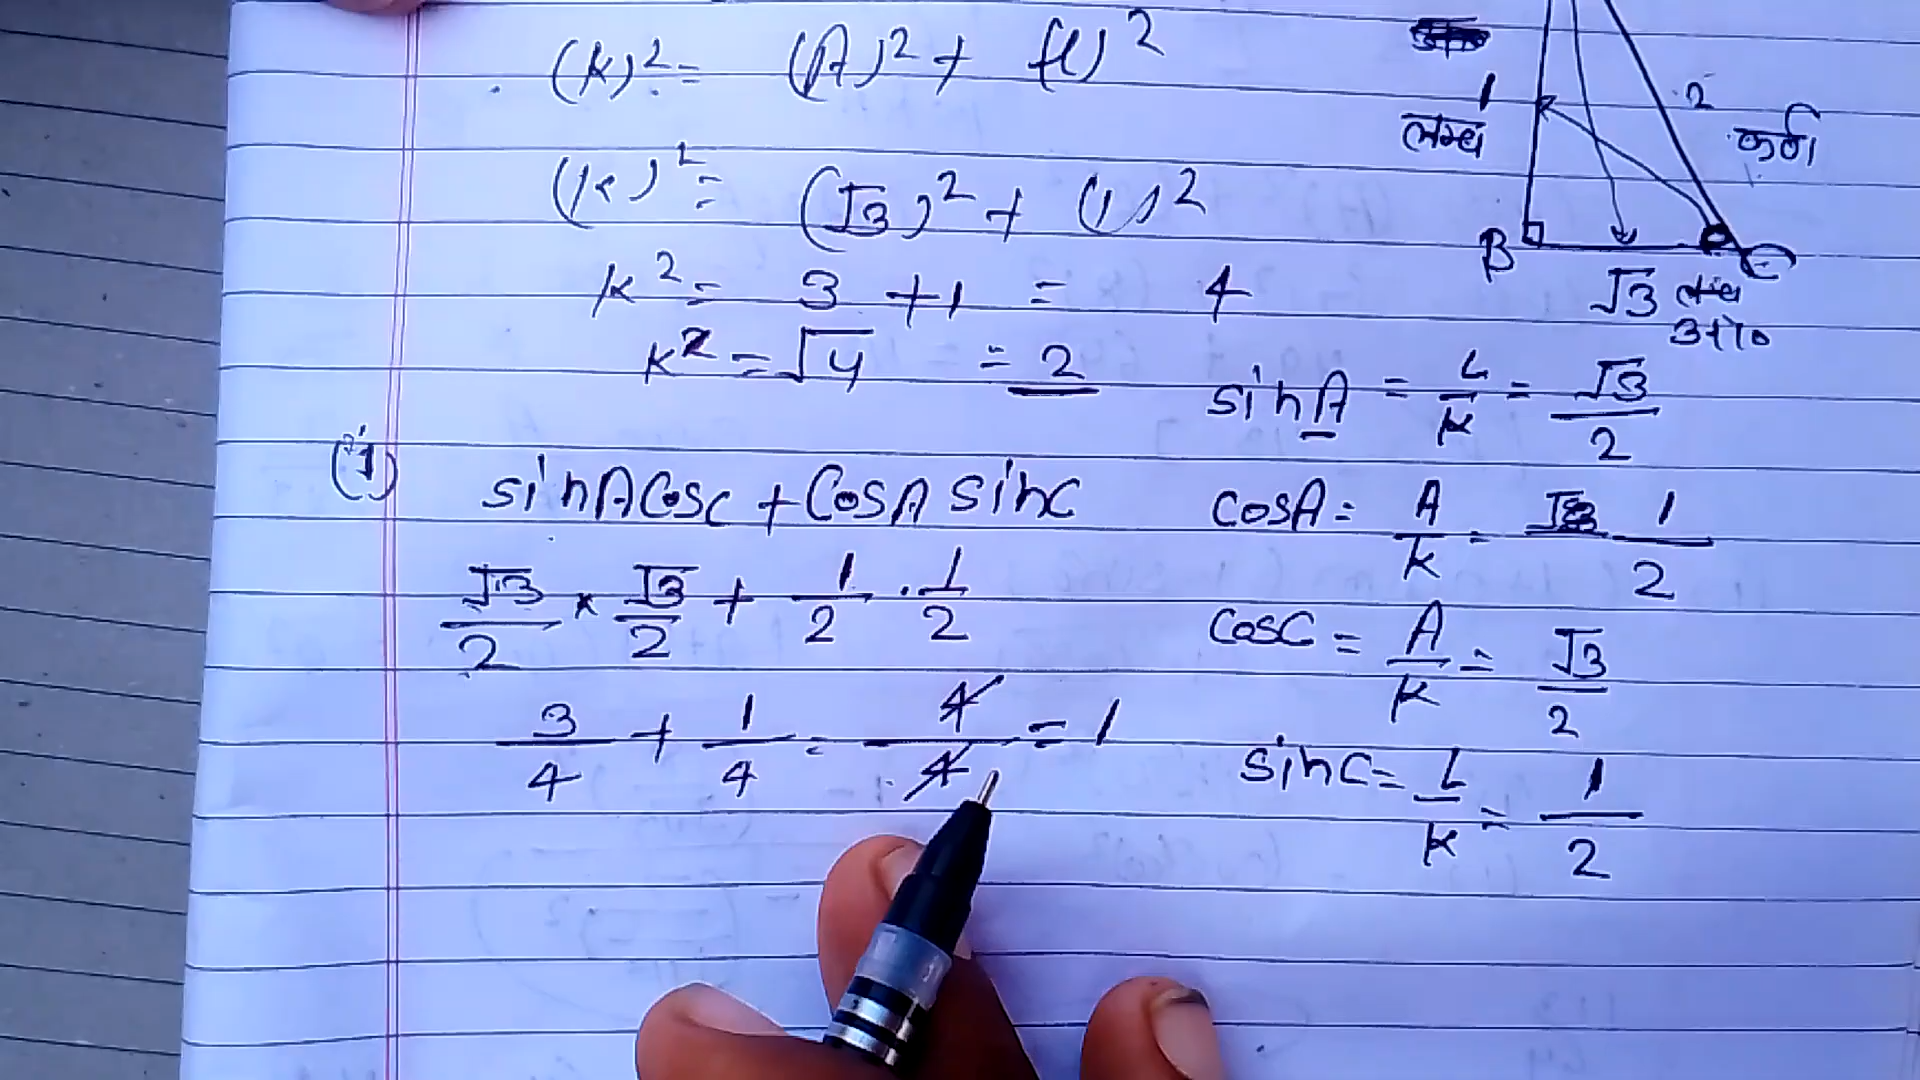 (K)² = (A)² + (L)²
(K)² = (√3)² + (1)²
K² = 3 + 1 = 4
K² = √4 = 2
1
लम्ब
2
कर्ण
B
C
√3
आ०
sinA = L/K = √3/2
(i) sinA cosC + cosA sinC
√3/2 × √3/2 + 1/2 . 1/2
3/4 + 1/4 = 4/4 = 1
cosA = A/K = 1/2
cosC = A/K = √3/2
sinC = L/K = 1/2